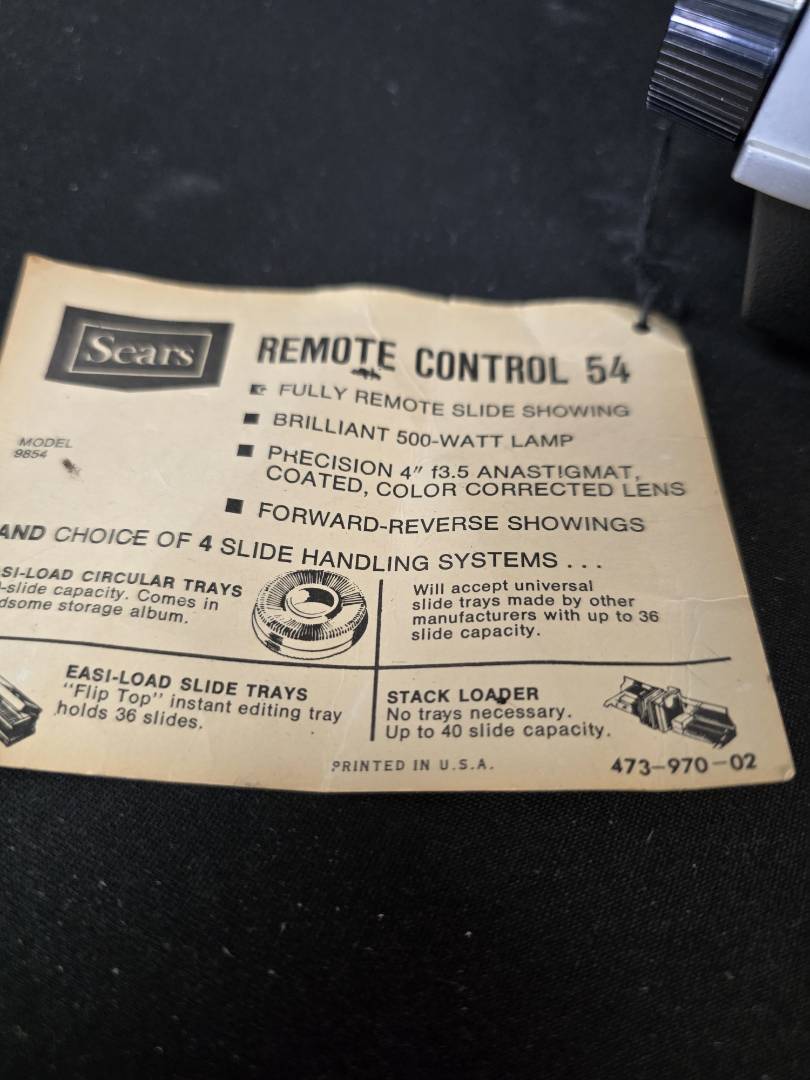 Sears
REMOTE CONTROL 54
FULLY REMOTE SLIDE SHOWING
BRILLIANT 500-WATT LAMP
MODEL
9854
PRECISION 4" f3.5 ANASTIGMAT,
COATED, COLOR CORRECTED LENS
FORWARD-REVERSE SHOWINGS
AND CHOICE OF 4 SLIDE HANDLING SYSTEMS . . .
SI-LOAD CIRCULAR TRAYS
-slide capacity. Comes in
dsome storage album.
Will accept universal
slide trays made by other
manufacturers with up to 36
slide capacity.
EASI-LOAD SLIDE TRAYS
"Flip Top" instant editing tray
holds 36 slides.
STACK LOADER
No trays necessary.
Up to 40 slide capacity.
PRINTED IN U.S.A.
473-970-02